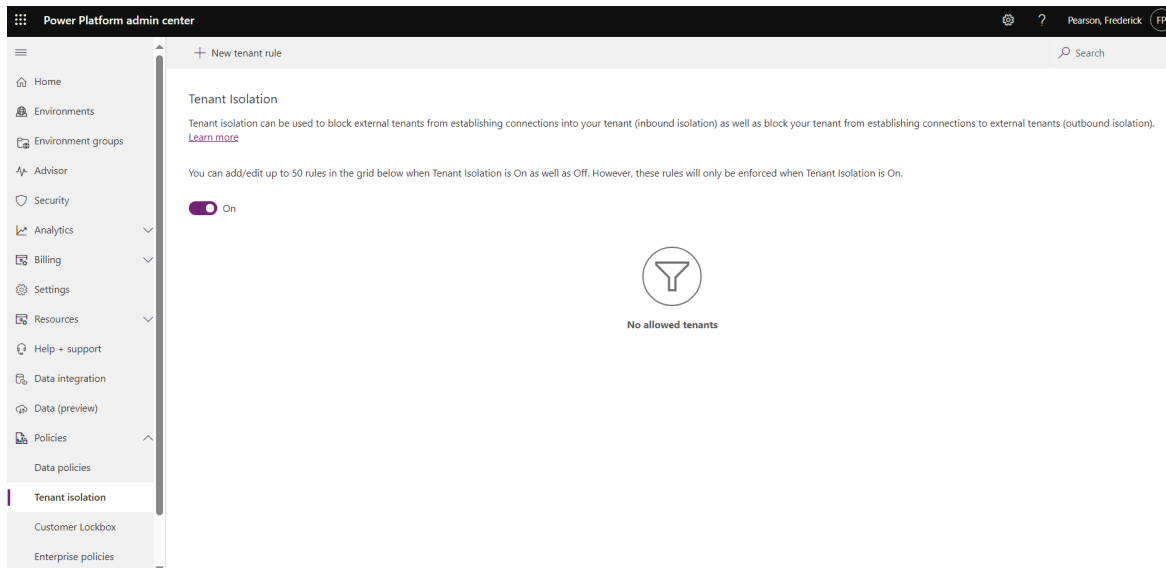 Power Platform admin center
? Pearson, Frederick FP
New tenant rule
Search
Home
Environments
Environment groups
Advisor
Security
Analytics
Billing
Settings
Resources
Help + support
Data integration
Data (preview)
Policies
Data policies
Tenant isolation
Customer Lockbox
Enterprise policies
Tenant Isolation
Tenant isolation can be used to block external tenants from establishing connections into your tenant (inbound isolation) as well as block your tenant from establishing connections to external tenants (outbound isolation).
Learn more
You can add/edit up to 50 rules in the grid below when Tenant Isolation is On as well as Off. However, these rules will only be enforced when Tenant Isolation is On.
On
No allowed tenants